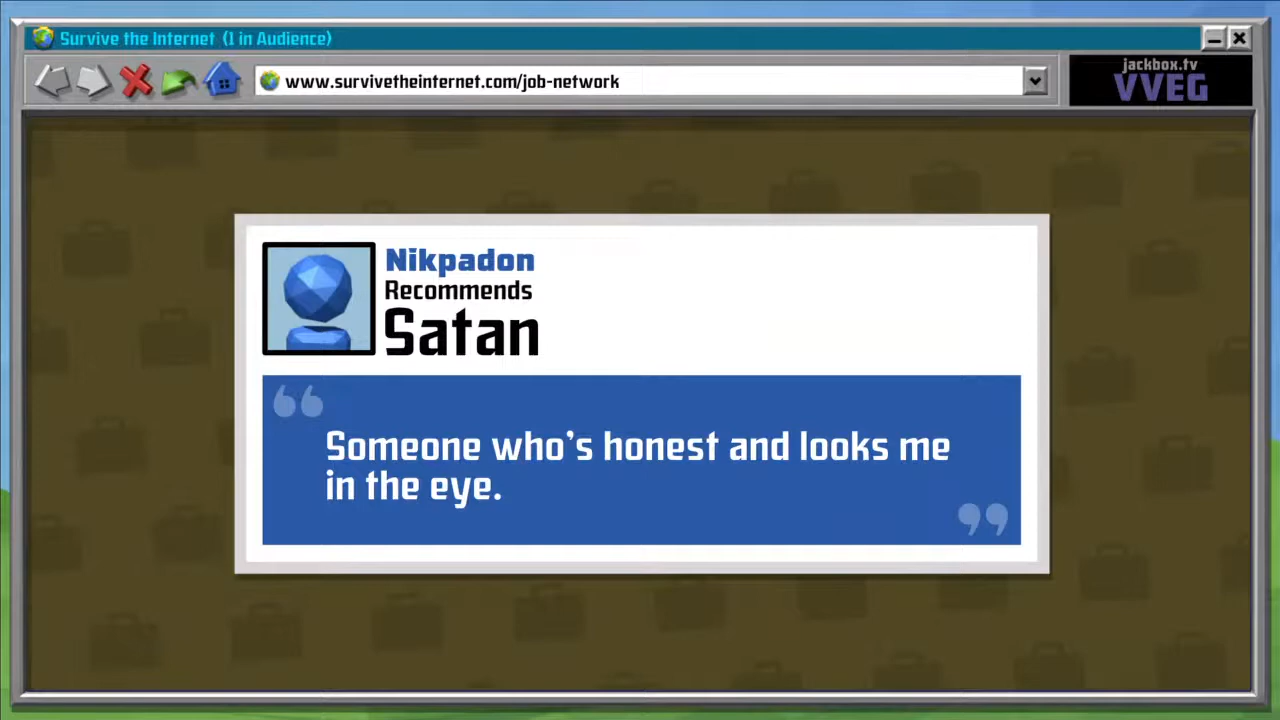 Survive the Internet (1 in Audience)
www.survivetheinternet.com/job-network
jackbox.tv
VVEG
Nikpadon
Recommends
Satan
“
Someone who's honest and looks me
in the eye.
”